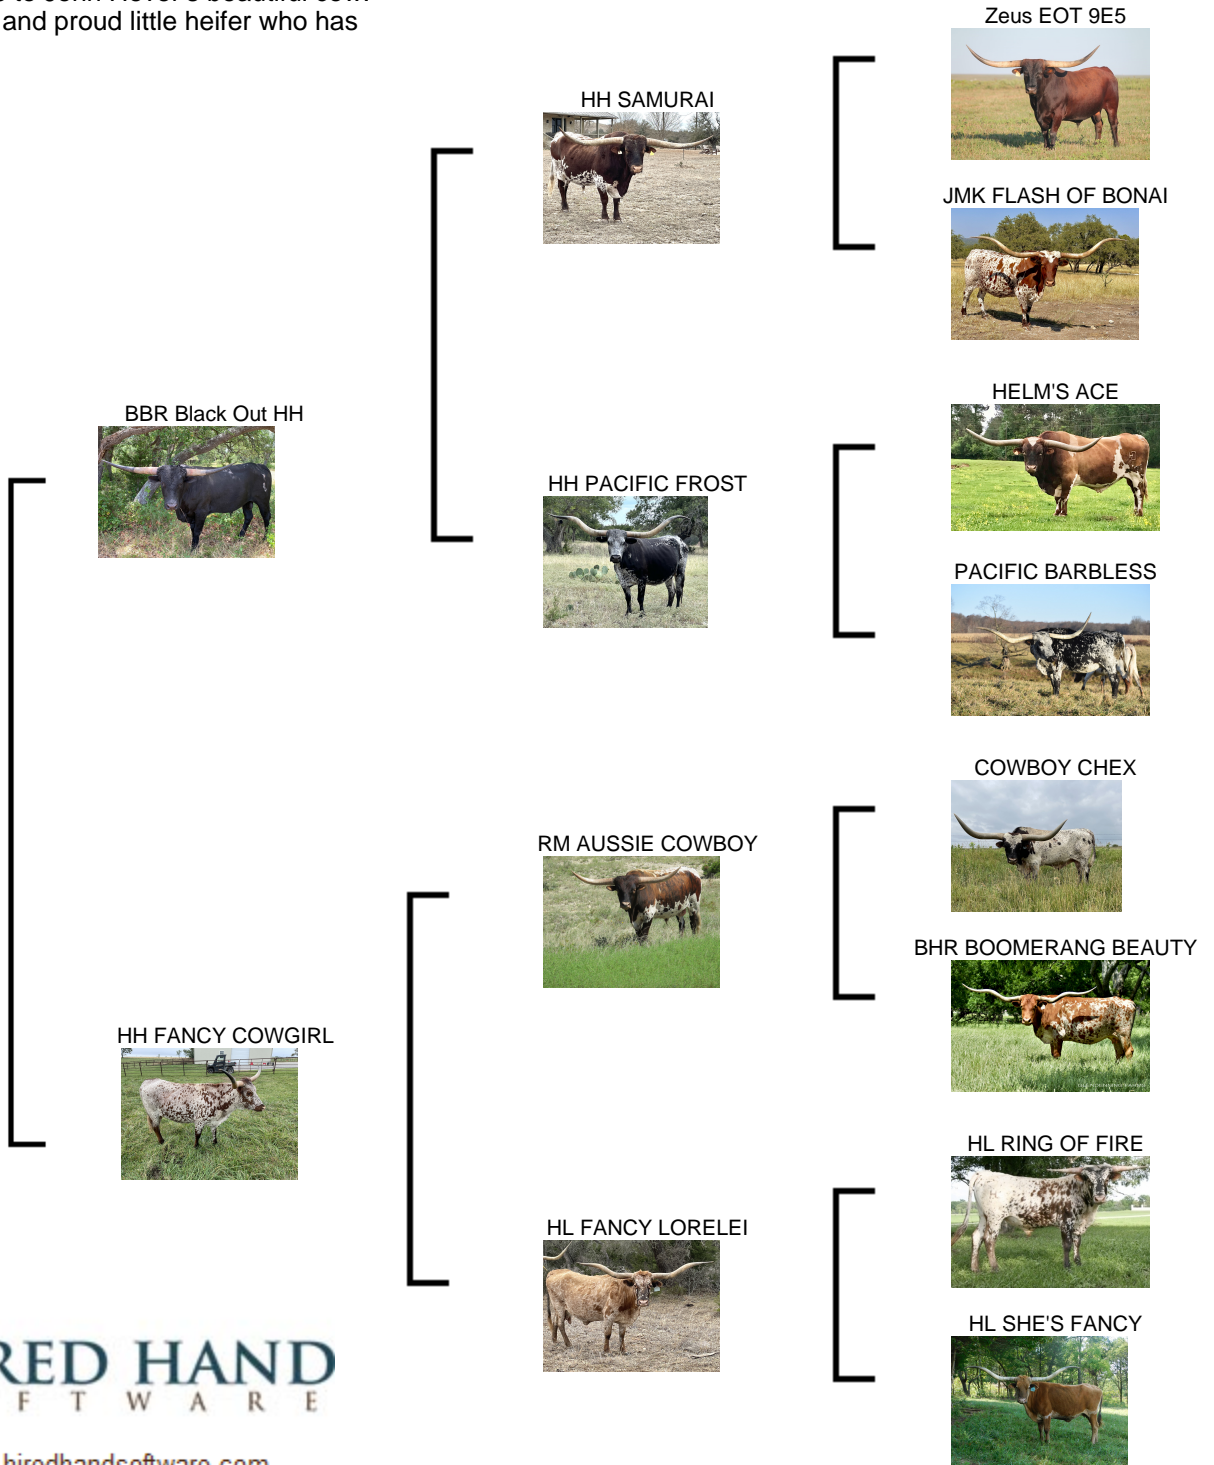 and proud little heifer who has
Zeus EOT 9E5
HH SAMURAI
JMK FLASH OF BONAI
HELM'S ACE
BBR Black Out HH
HH PACIFIC FROST
PACIFIC BARBLESS
COWBOY CHEX
RM AUSSIE COWBOY
BHR BOOMERANG BEAUTY
HH FANCY COWGIRL
HL RING OF FIRE
HL FANCY LORELEI
HL SHE'S FANCY
RED HAND
F T W A R E
hiredhandsoftware.com